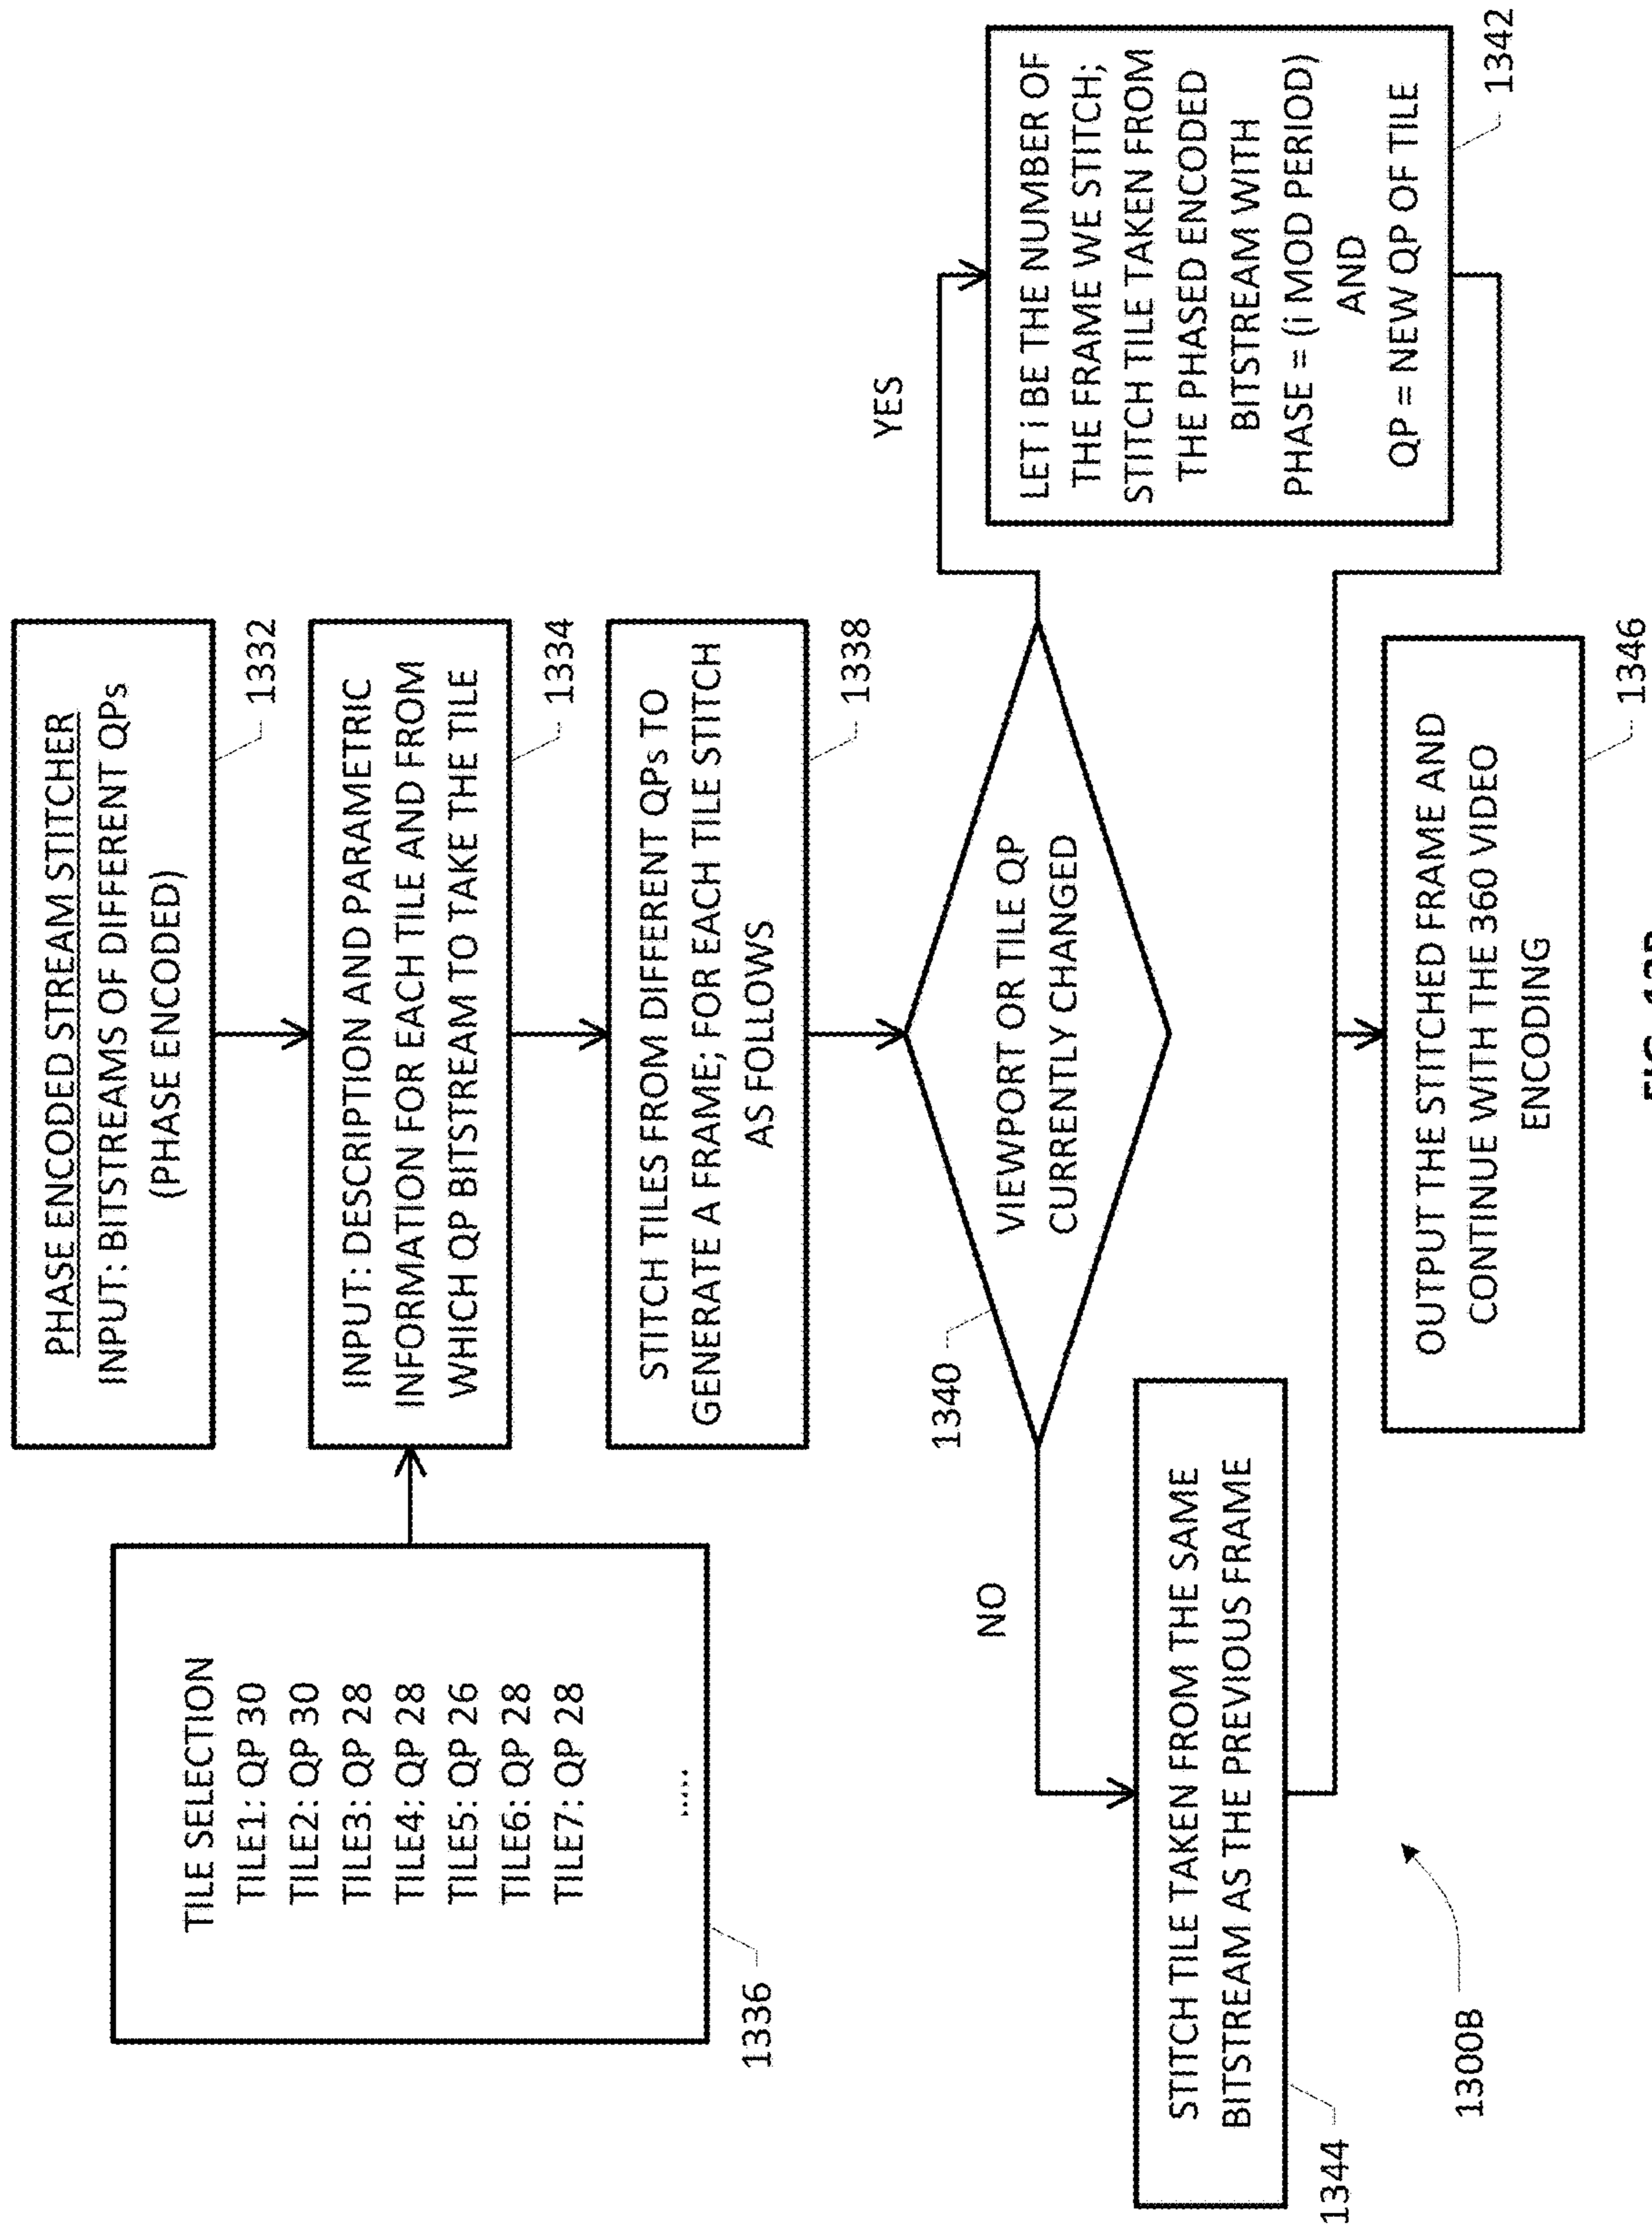 PHASE ENCODED STREAM STITCHER
INPUT: BITSTREAMS OF DIFFERENT QPs
(PHASE ENCODED)
1332
TILE SELECTION
TILE1: QP 30
TILE2: QP 30
TILE3: QP 28
TILE4: QP 28
TILE5: QP 26
TILE6: QP 28
TILE7: QP 28
.....
1336
INPUT: DESCRIPTION AND PARAMETRIC
INFORMATION FOR EACH TILE AND FROM
WHICH QP BITSTREAM TO TAKE THE TILE
1334
STITCH TILES FROM DIFFERENT QPs TO
GENERATE A FRAME; FOR EACH TILE STITCH
AS FOLLOWS
1338
1340
VIEWPORT OR TILE QP
CURRENTLY CHANGED
NO
YES
STITCH TILE TAKEN FROM THE SAME
BITSTREAM AS THE PREVIOUS FRAME
1344
LET i BE THE NUMBER OF
THE FRAME WE STITCH;
STITCH TILE TAKEN FROM
THE PHASED ENCODED
BITSTREAM WITH
PHASE = (i MOD PERIOD)
AND
QP = NEW QP OF TILE
1342
OUTPUT THE STITCHED FRAME AND
CONTINUE WITH THE 360 VIDEO
ENCODING
1346
1300B